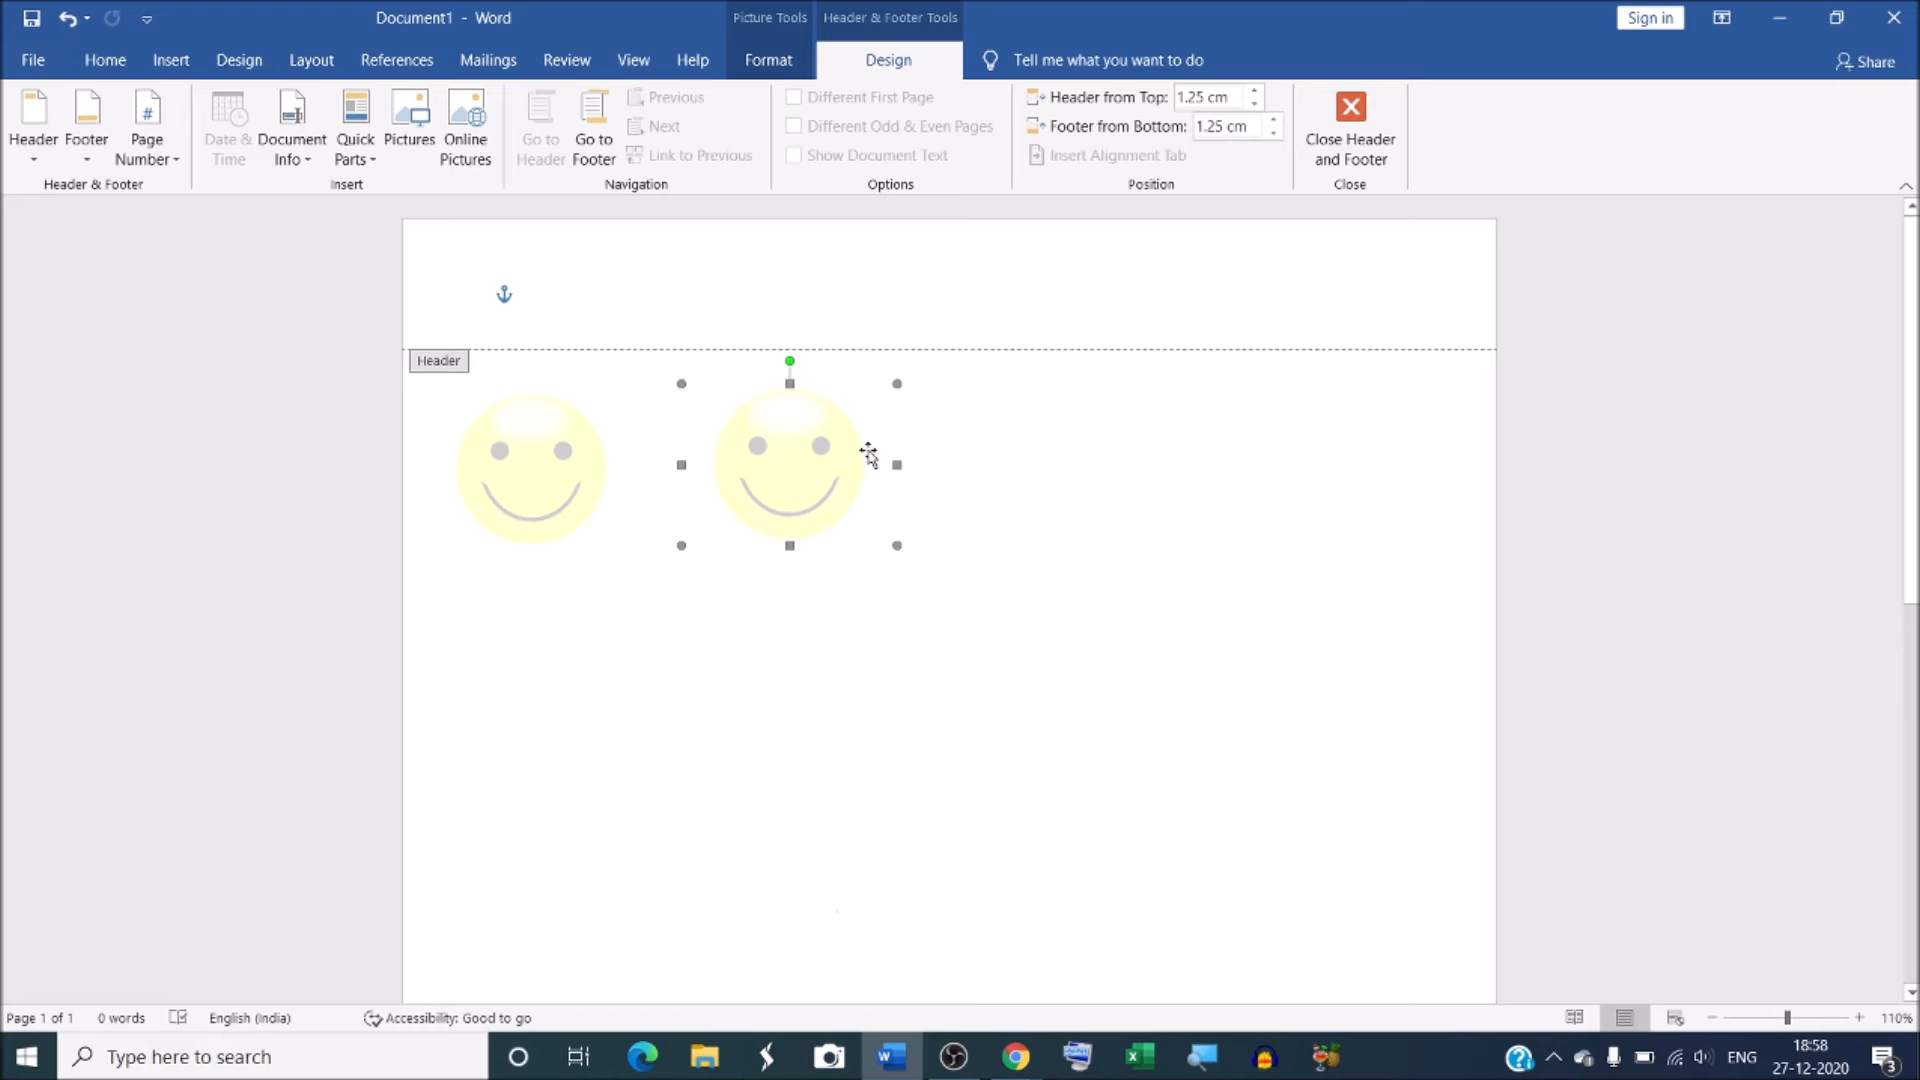 Document1 - Word
Picture Tools
Header & Footer Tools
Sign in
File
Home
Insert
Design
Layout
References
Mailings
Review
View
Help
Format
Design
Tell me what you want to do
Share
Header
Footer
Page
Number
Header & Footer
Date &
Time
Document
Info
Quick
Parts
Pictures
Online
Pictures
Insert
Go to
Header
Go to
Footer
Previous
Next
Link to Previous
Navigation
Different First Page
Different Odd & Even Pages
Show Document Text
Options
Header from Top: 1.25 cm
Footer from Bottom: 1.25 cm
Insert Alignment Tab
Position
Close Header
and Footer
Close
Header
Page 1 of 1
0 words
English (India)
Accessibility: Good to go
110%
Type here to search
ENG
18:58
27-12-2020
3